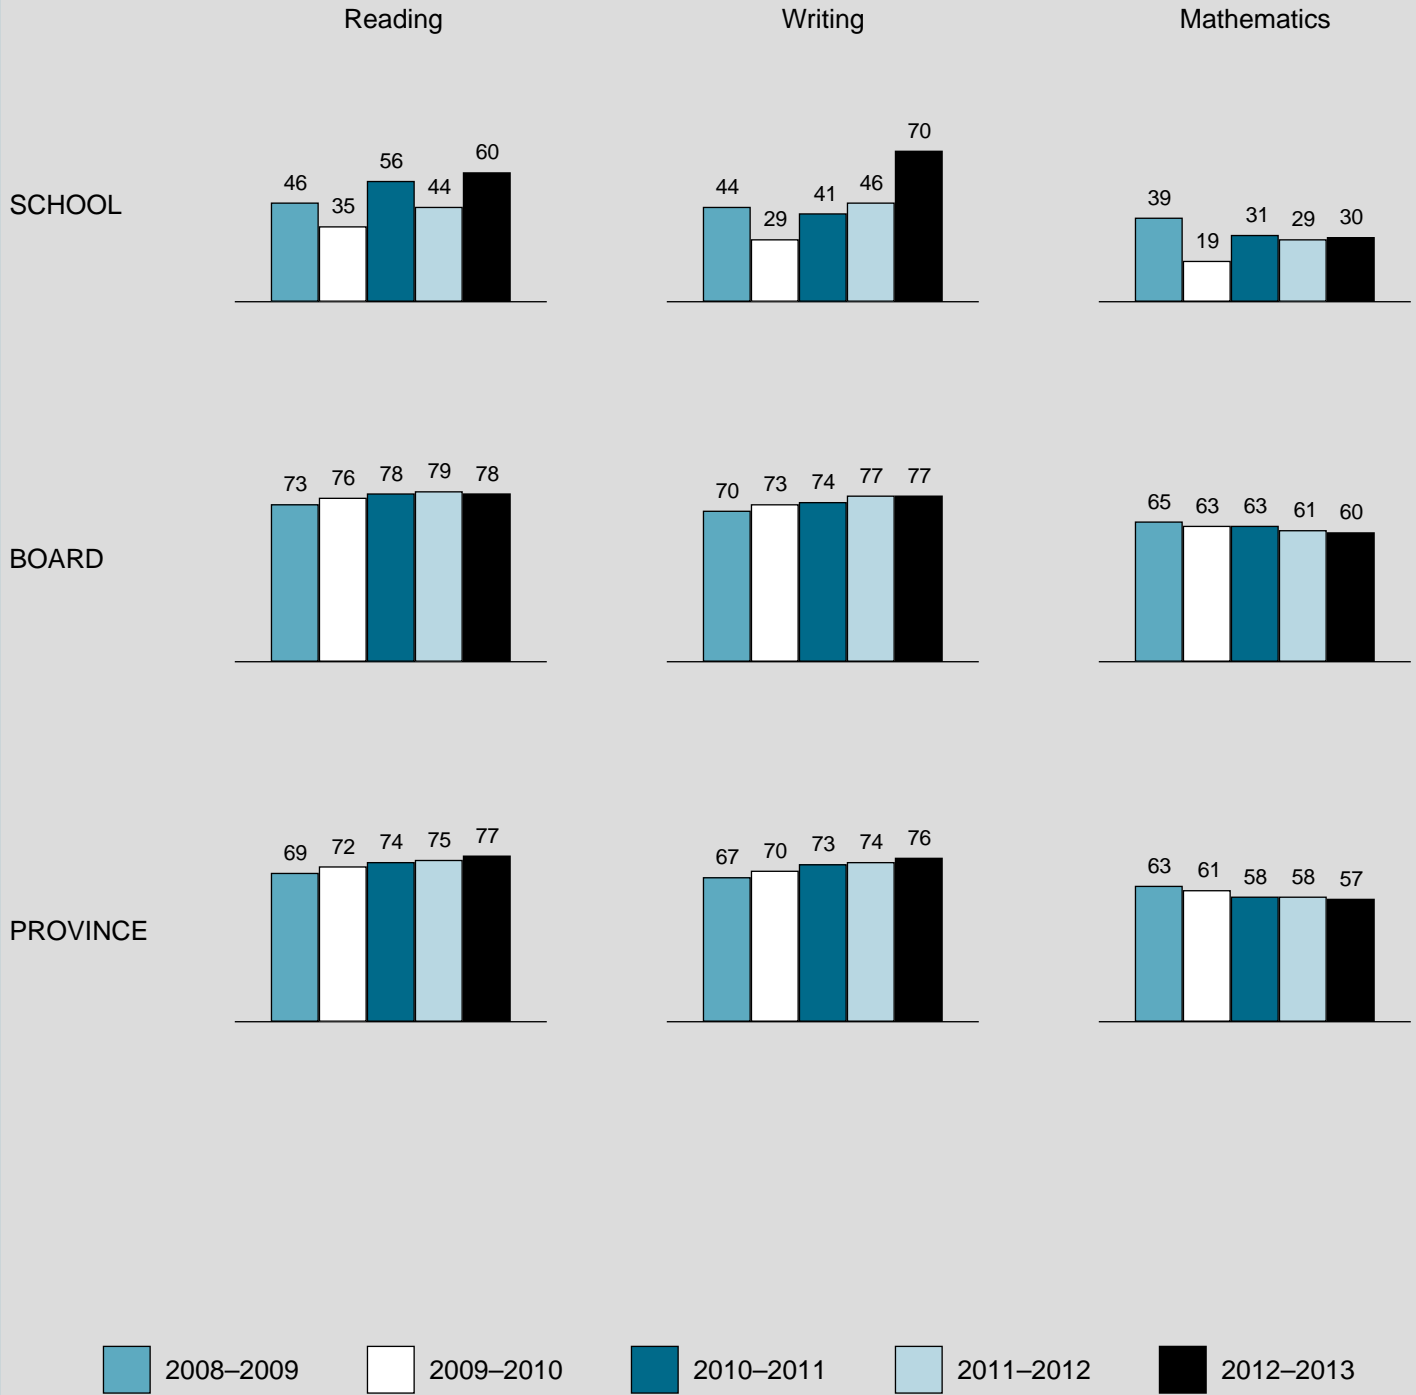 Reading Writing Mathematics
70
60
56
46 44 44 46
41 39
35
SCHOOL
29 31 29 30
19
73 76 78 79 78
70 73 74 77 77
65 63 63 61 60
BOARD
69 72 74 75 77
67 70 73 74 76
63 61 58 58 57
PROVINCE
2008–2009 2009–2010 2010–2011 2011–2012 2012–2013